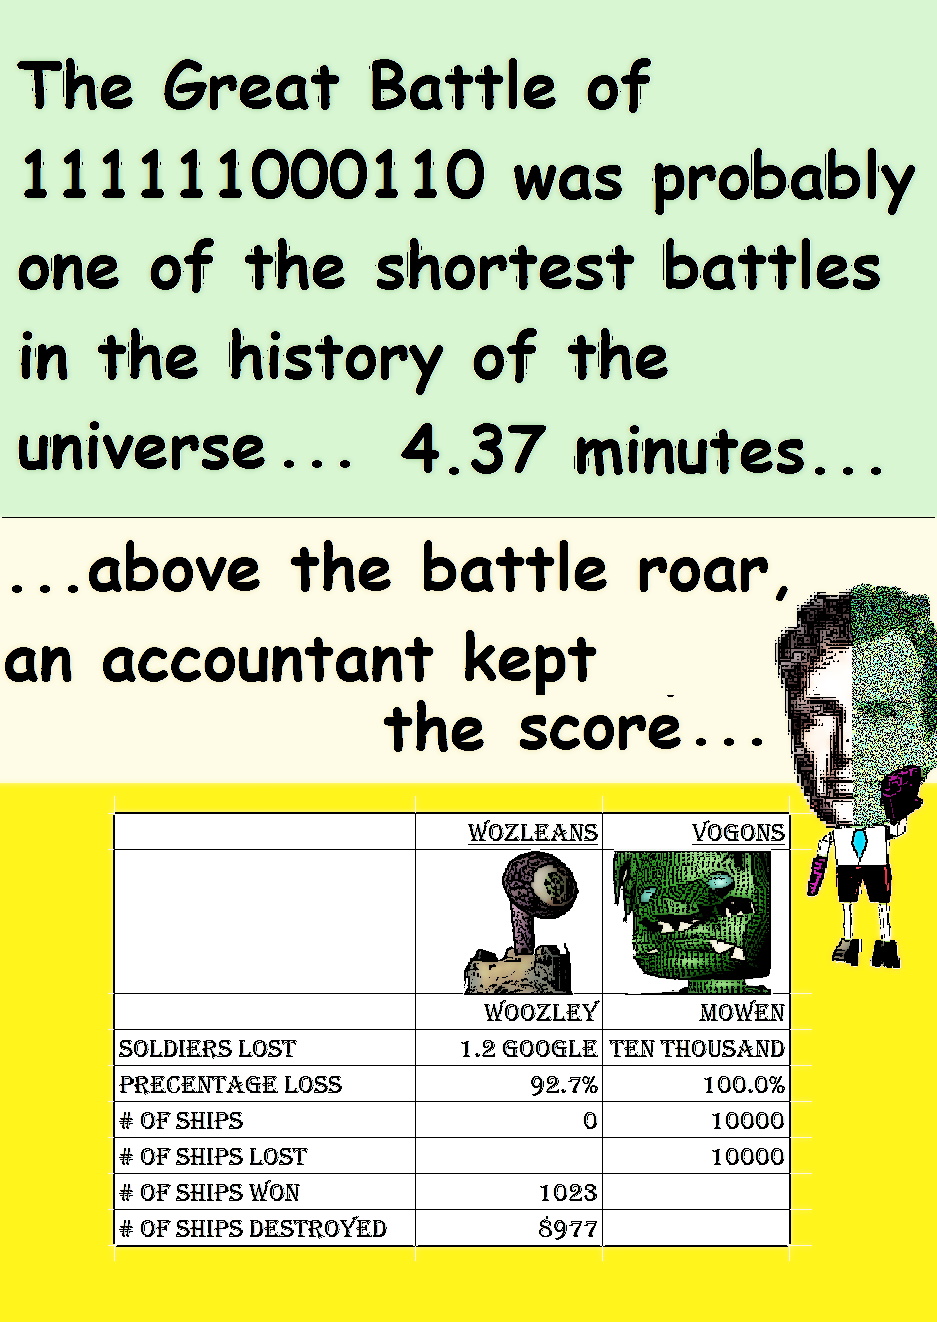 The Great Battle of
111111000110 was probably
one of the shortest battles
in the history of the
universe... 4.37 minutes...
...above the battle roar,
an accountant kept
the score...
WOZLEANS VOGONS
WOOZLEY MOWEN
SOLDIERS LOST 1.2 GOOGLE TEN THOUSAND
PRECENTAGE LOSS 92.7% 100.0%
# OF SHIPS 0 10000
# OF SHIPS LOST 10000
# OF SHIPS WON 1023
# OF SHIPS DESTROYED 8977